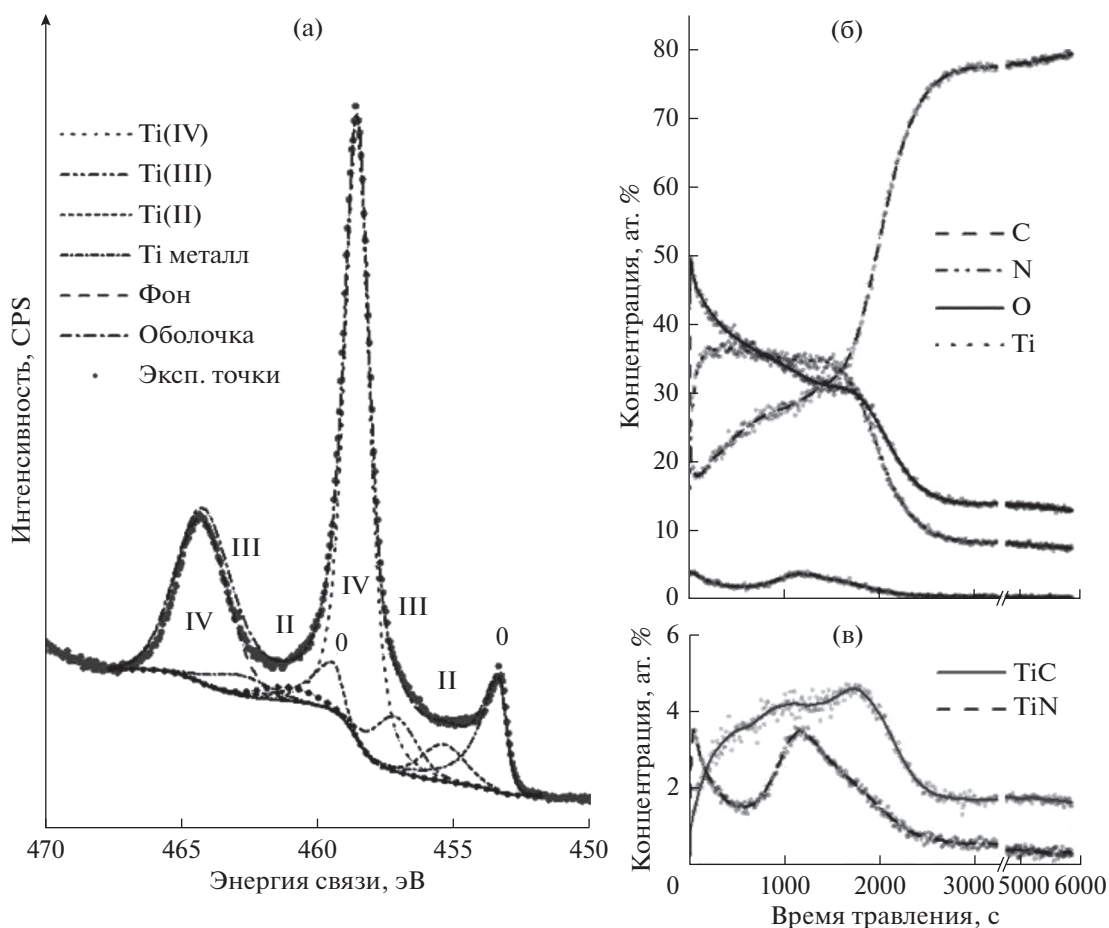 (а)
Интенсивность, CPS
Ti(IV)
Ti(III)
Ti(II)
Ti металл
Фон
Оболочка
Эксп. точки
III
IV
II
0
IV
III
II
0
470
465
460
455
450
Энергия связи, эВ
(б)
Концентрация, ат. %
80
70
60
50
40
30
20
10
0
C
N
O
Ti
(в)
Концентрация, ат. %
6
4
2
TiC
TiN
0
1000
2000
3000
5000
6000
Время травления, с